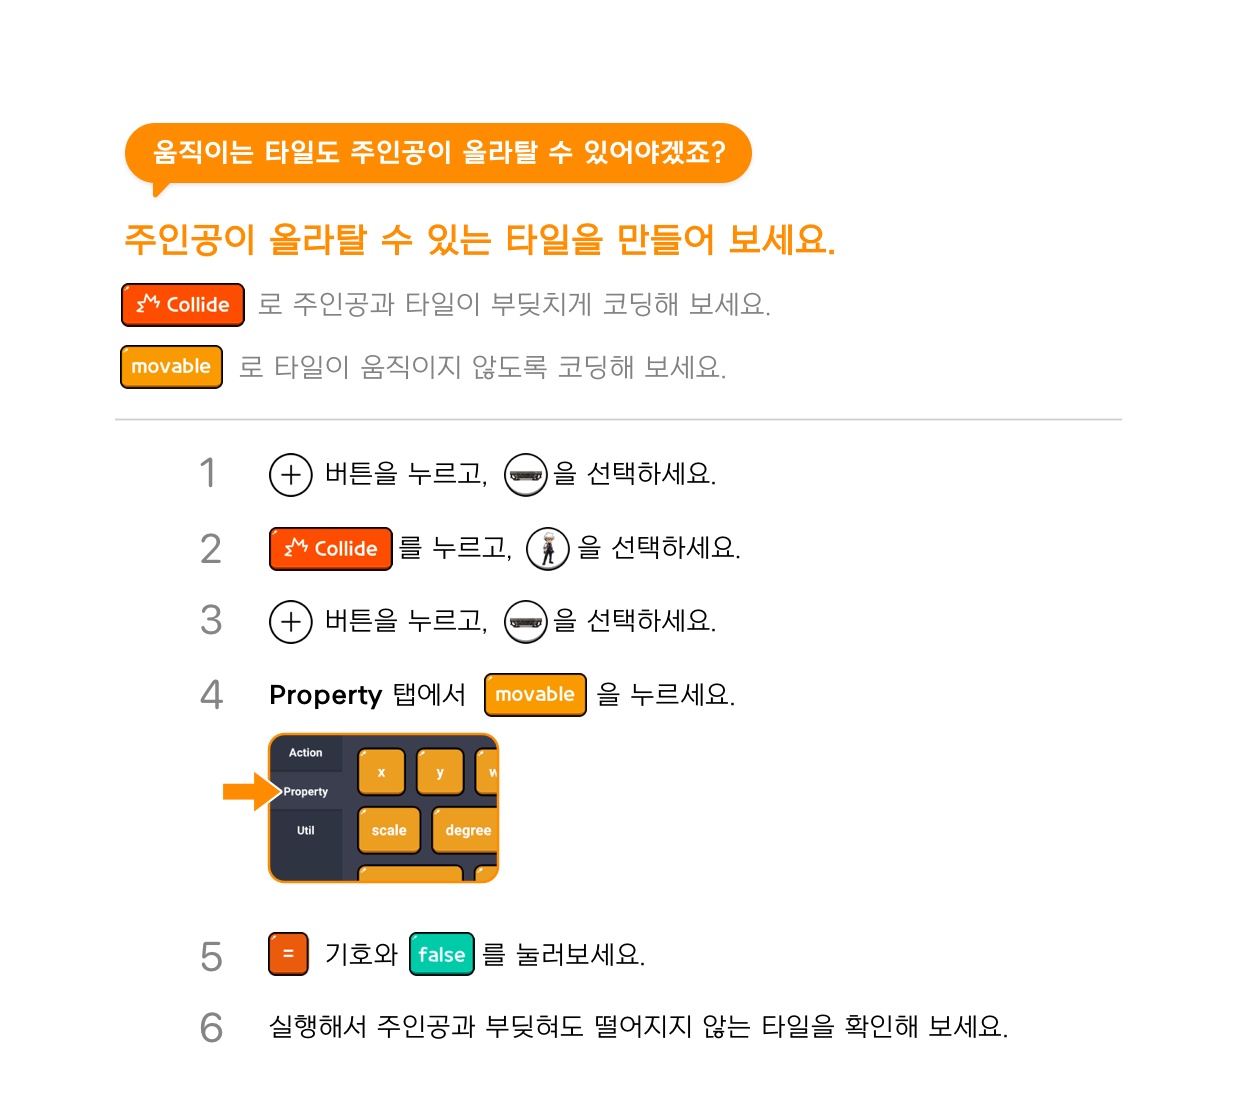 움직이는 타일도 주인공이 올라탈 수 있어야겠죠?
주인공이 올라탈 수 있는 타일을 만들어 보세요.
Collide 로 주인공과 타일이 부딪치게 코딩해 보세요.
movable 로 타일이 움직이지 않도록 코딩해 보세요.
1 + 버튼을 누르고, 을 선택하세요.
2 Collide 를 누르고, 을 선택하세요.
3 + 버튼을 누르고, 을 선택하세요.
4 Property 탭에서 movable 을 누르세요.
Action x y w
Property
Util scale degree
5 = 기호와 false 를 눌러보세요.
6 실행해서 주인공과 부딪혀도 떨어지지 않는 타일을 확인해 보세요.